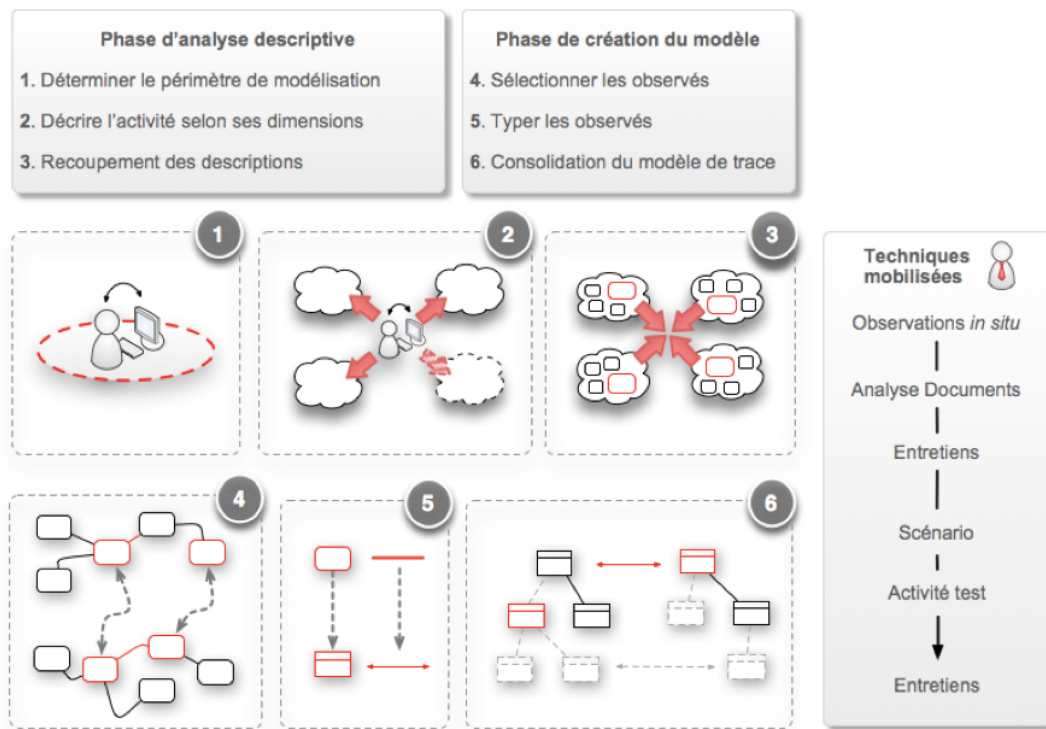 Phase d'analyse descriptive
1. Déterminer le périmètre de modélisation
2. Décrire l'activité selon ses dimensions
3. Recoupement des descriptions
Phase de création du modèle
4. Sélectionner les observés
5. Typer les observés
6. Consolidation du modèle de trace
1
2
3
4
5
6
Techniques
mobilisées
Observations in situ
Analyse Documents
Entretiens
Scénario
Activité test
Entretiens